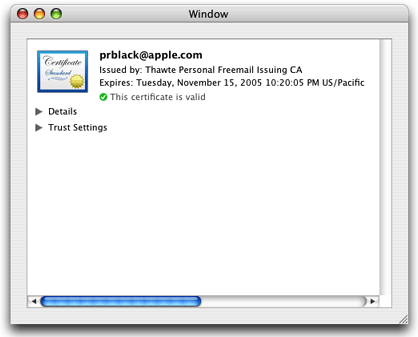 Window
Certificate
Standard
prblack@apple.com
Issued by: Thawte Personal Freemail Issuing CA
Expires: Tuesday, November 15, 2005 10:20:05 PM US/Pacific
This certificate is valid
Details
Trust Settings